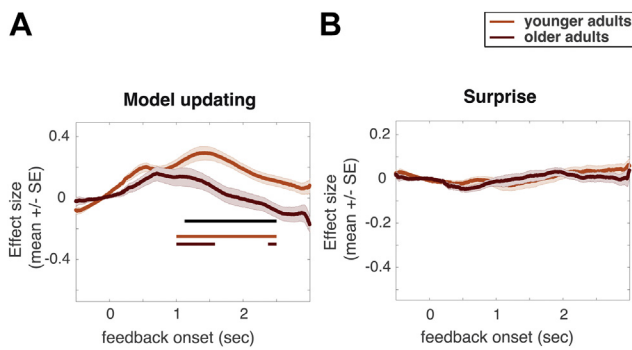 A
B
younger adults
older adults
Model updating
Surprise
Effect size
(mean +/- SE)
0.4
0
-0.4
0
1
2
feedback onset (sec)
Effect size
(mean +/- SE)
0.2
0
-0.2
-0.4
0
1
2
feedback onset (sec)